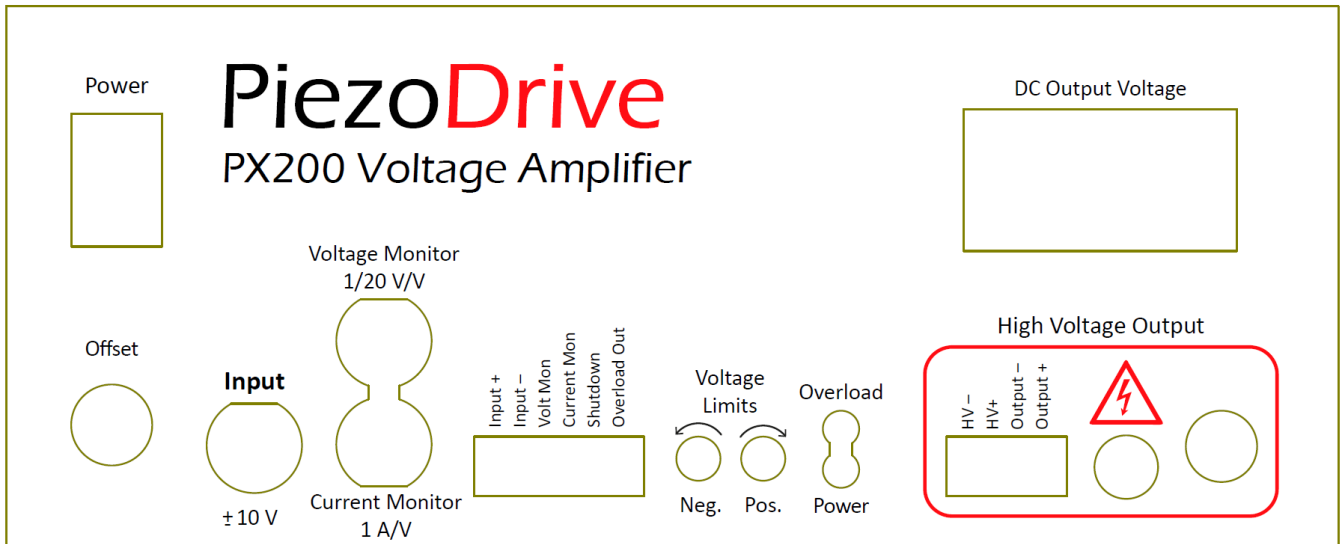 Power
PiezoDrive
PX200 Voltage Amplifier
DC Output Voltage
Voltage Monitor
1/20 V/V
Offset
Input
± 10 V
Current Monitor
1 A/V
Input +
Input –
Volt Mon
Current Mon
Shutdown
Overload Out
Voltage
Limits
Neg.
Pos.
Overload
Power
High Voltage Output
HV –
HV+
Output –
Output +